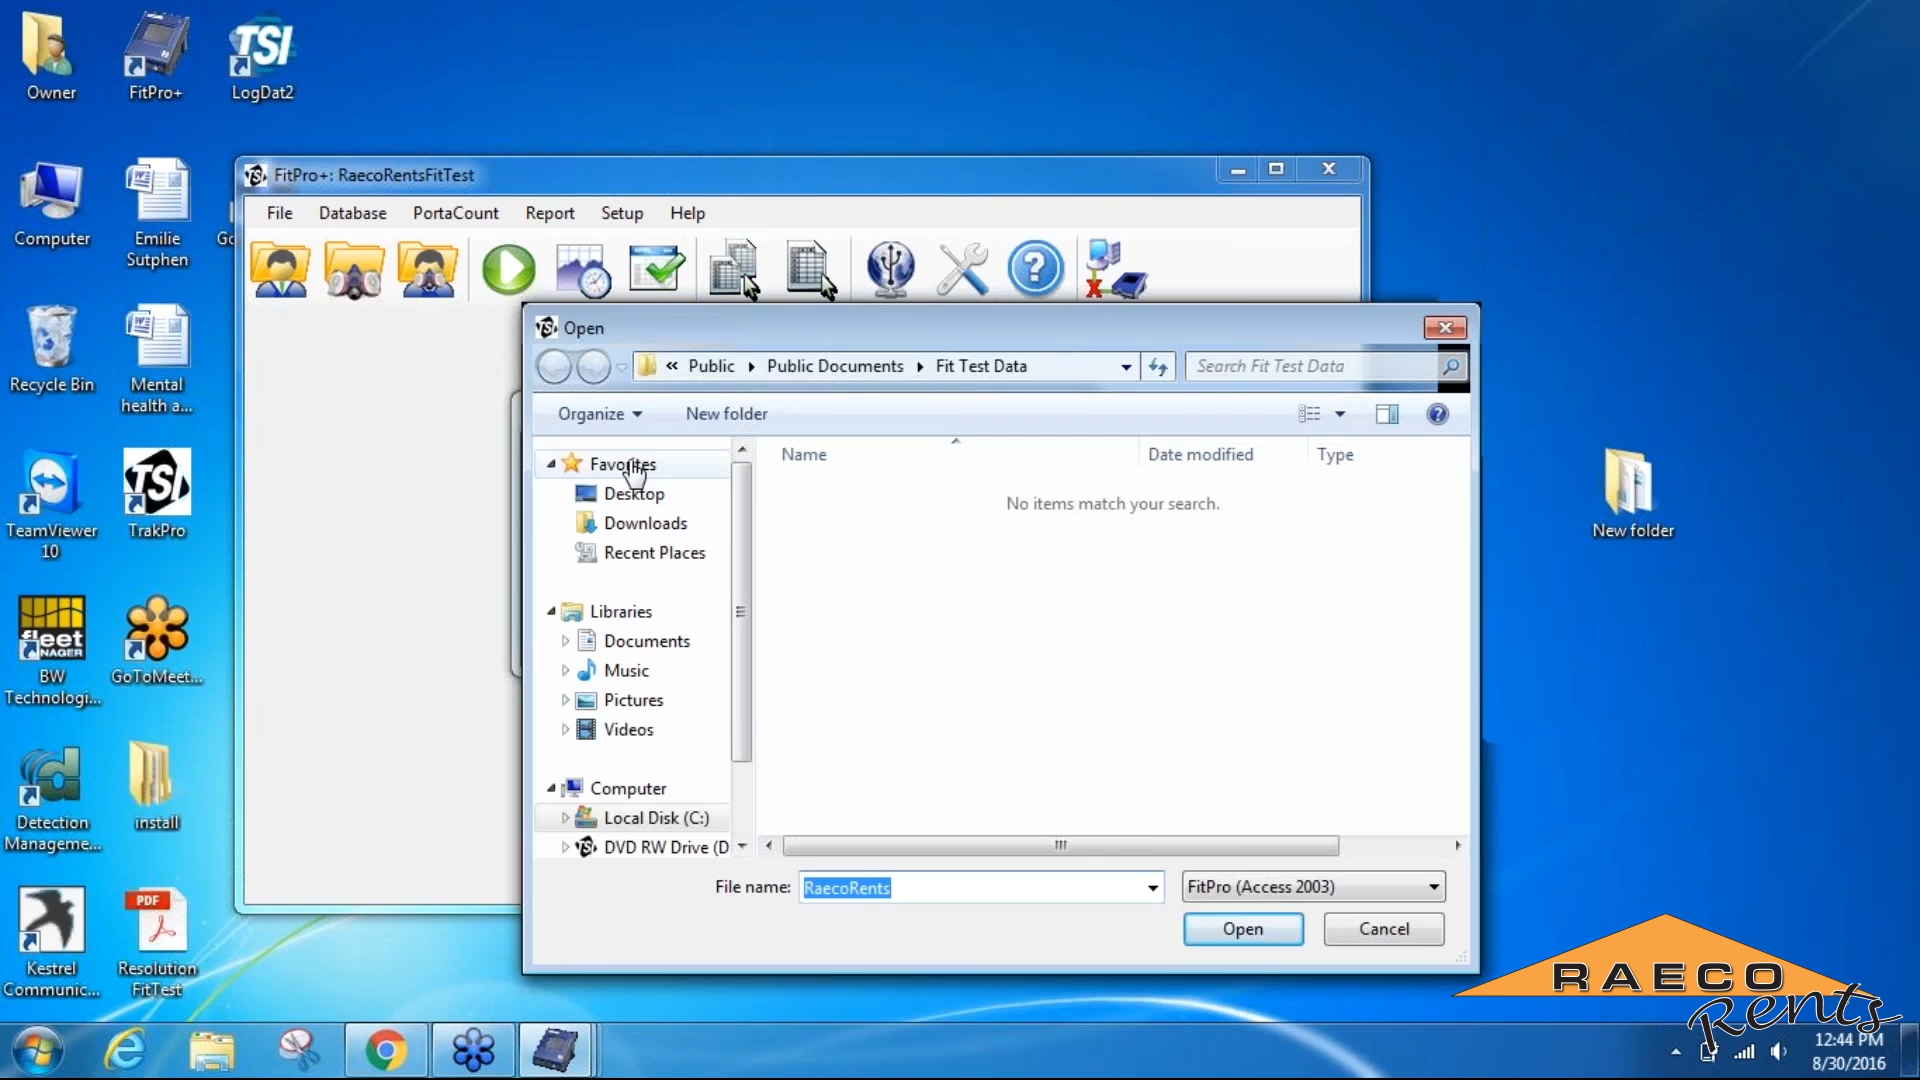 Owner
FitPro+
LogDat2
TSI
Computer
Emilie
Sutphen
Recycle Bin
Mental
health a...
TeamViewer
10
TSI
TrakPro
fleet
BW
Technologi...
GoToMeet...
Detection
Manageme...
install
Kestrel
Communic...
PDF
Resolution
FitTest
New folder
FitPro+: RaecoRentsFitTest
File
Database
PortaCount
Report
Setup
Help
Open
« Public
Public Documents
Fit Test Data
Search Fit Test Data
Organize
New folder
Favorites
Desktop
Downloads
Recent Places
Libraries
Documents
Music
Pictures
Videos
Computer
Local Disk (C:)
DVD RW Drive (D
Name
Date modified
Type
No items match your search.
File name:
RaecoRents
FitPro (Access 2003)
Open
Cancel
RAECO
Rents
12:44 PM
8/30/2016